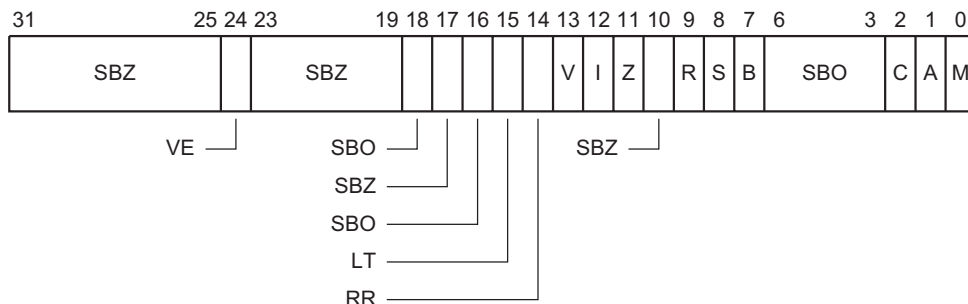 31 25 24 23 19 18 17 16 15 14 13 12 11 10 9 8 7 6 3 2 1 0
SBZ SBZ V I Z R S B SBO C A M
VE SBO SBZ
SBZ
SBO
LT
RR